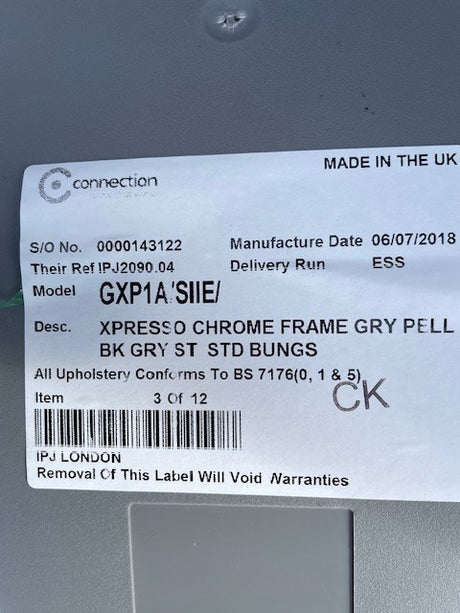 MADE IN THE UK
connection
S/O No. 0000143122 Manufacture Date 06/07/2018
Their Ref IPJ2090.04 Delivery Run ESS
Model GXP1A'SIIE/
Desc. XPRESSO CHROME FRAME GRY PELL
BK GRY ST STD BUNGS
All Upholstery Conforms To BS 7176(0, 1 & 5)
CK
Item 3 Of 12
IPJ LONDON
Removal Of This Label Will Void Warranties